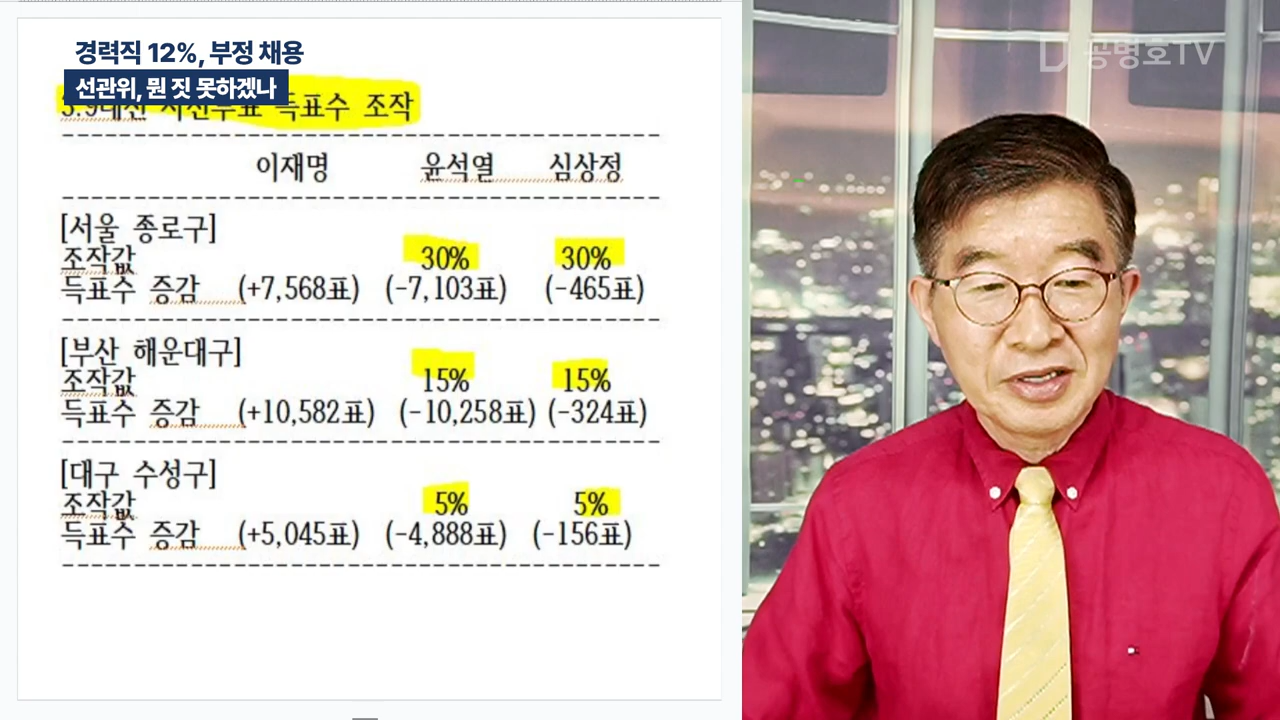 경력직 12%, 부정 채용
선관위, 뭔 짓 못하겠나
득표수 조작
이재명 윤석열 심상정
[서울 종로구]
조작값 30% 30%
득표수 증감 (+7,568표) (-7,103표) (-465표)
[부산 해운대구]
조작값 15% 15%
득표수 증감 (+10,582표) (-10,258표) (-324표)
[대구 수성구]
조작값 5% 5%
득표수 증감 (+5,045표) (-4,888표) (-156표)
공병호TV